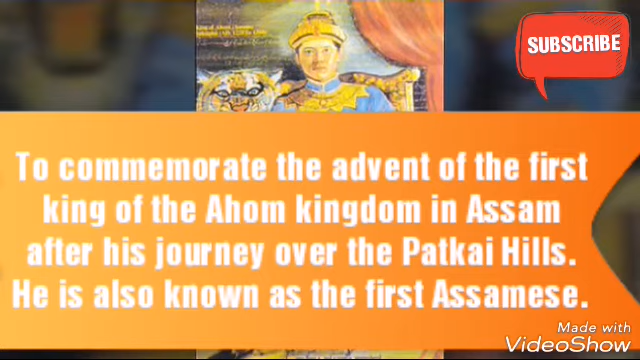 SUBSCRIBE
To commemorate the advent of the first
king of the Ahom kingdom in Assam
after his journey over the Patkai Hills.
He is also known as the first Assamese.
Made with
VideoShow